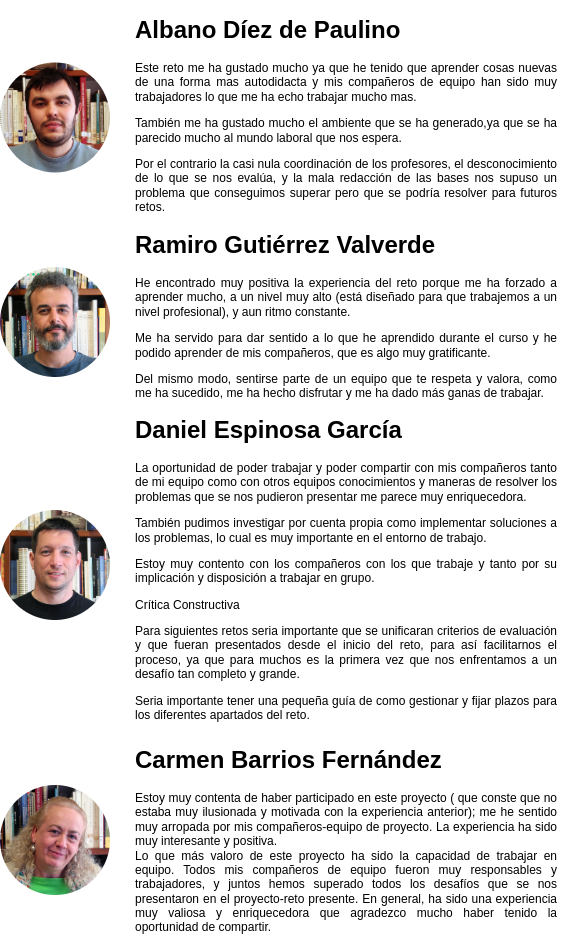 Albano Díez de Paulino
Este reto me ha gustado mucho ya que he tenido que aprender cosas nuevas
de una forma mas autodidacta y mis compañeros de equipo han sido muy
trabajadores lo que me ha echo trabajar mucho mas.
También me ha gustado mucho el ambiente que se ha generado,ya que se ha
parecido mucho al mundo laboral que nos espera.
Por el contrario la casi nula coordinación de los profesores, el desconocimiento
de lo que se nos evalúa, y la mala redacción de las bases nos supuso un
problema que conseguimos superar pero que se podría resolver para futuros
retos.
Ramiro Gutiérrez Valverde
He encontrado muy positiva la experiencia del reto porque me ha forzado a
aprender mucho, a un nivel muy alto (está diseñado para que trabajemos a un
nivel profesional), y aun ritmo constante.
Me ha servido para dar sentido a lo que he aprendido durante el curso y he
podido aprender de mis compañeros, que es algo muy gratificante.
Del mismo modo, sentirse parte de un equipo que te respeta y valora, como
me ha sucedido, me ha hecho disfrutar y me ha dado más ganas de trabajar.
Daniel Espinosa García
La oportunidad de poder trabajar y poder compartir con mis compañeros tanto
de mi equipo como con otros equipos conocimientos y maneras de resolver los
problemas que se nos pudieron presentar me parece muy enriquecedora.
También pudimos investigar por cuenta propia como implementar soluciones a
los problemas, lo cual es muy importante en el entorno de trabajo.
Estoy muy contento con los compañeros con los que trabaje y tanto por su
implicación y disposición a trabajar en grupo.
Crítica Constructiva
Para siguientes retos seria importante que se unificaran criterios de evaluación
y que fueran presentados desde el inicio del reto, para así facilitarnos el
proceso, ya que para muchos es la primera vez que nos enfrentamos a un
desafío tan completo y grande.
Seria importante tener una pequeña guía de como gestionar y fijar plazos para
los diferentes apartados del reto.
Carmen Barrios Fernández
Estoy muy contenta de haber participado en este proyecto ( que conste que no
estaba muy ilusionada y motivada con la experiencia anterior); me he sentido
muy arropada por mis compañeros-equipo de proyecto. La experiencia ha sido
muy interesante y positiva.
Lo que más valoro de este proyecto ha sido la capacidad de trabajar en
equipo. Todos mis compañeros de equipo fueron muy responsables y
trabajadores, y juntos hemos superado todos los desafíos que se nos
presentaron en el proyecto-reto presente. En general, ha sido una experiencia
muy valiosa y enriquecedora que agradezco mucho haber tenido la
oportunidad de compartir.